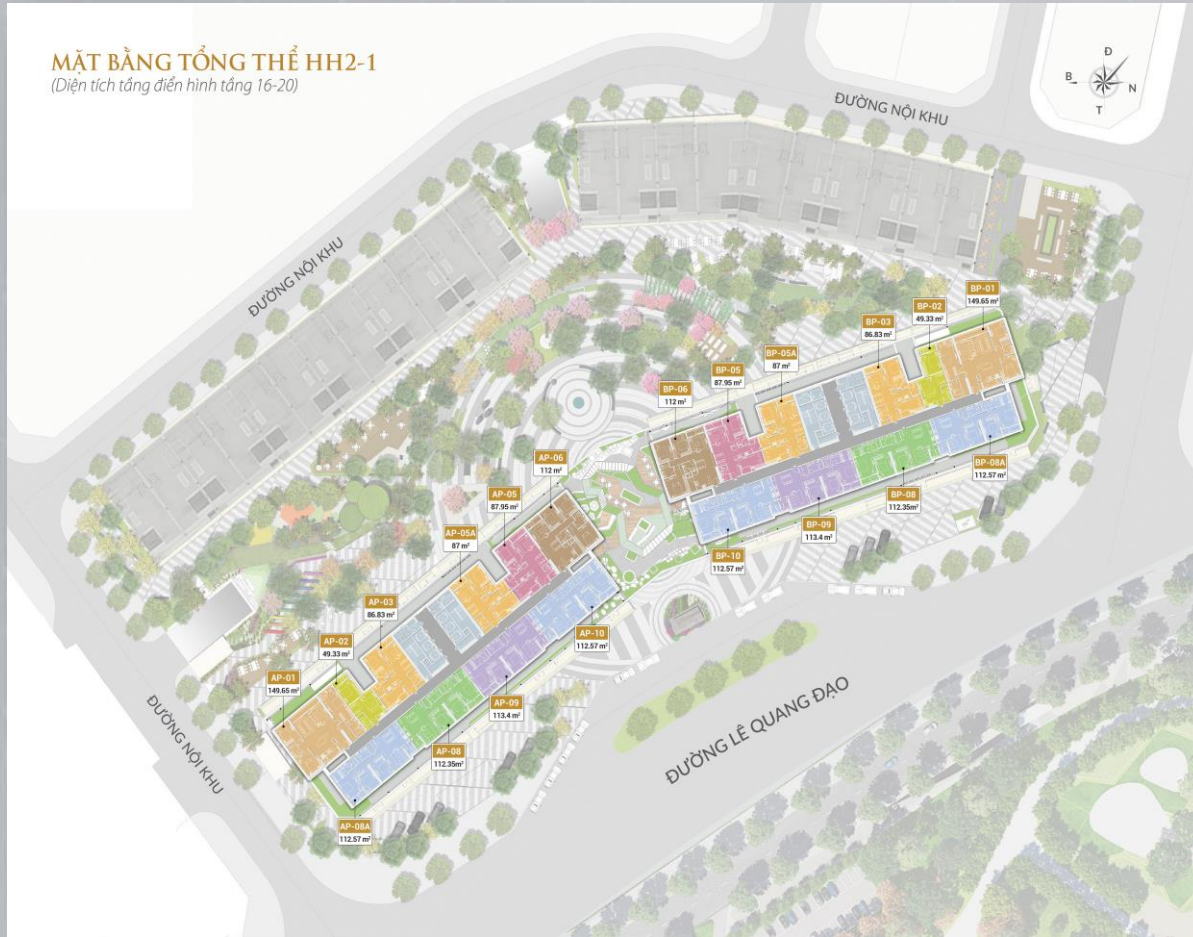 MẶT BẰNG TỔNG THỂ HH2-1
(Diện tích tầng điển hình tầng 16-20)
Đ
B
N
T
ĐƯỜNG NỘI KHU
ĐƯỜNG NỘI KHU
BP-01
149.65 m²
BP-02
49.33 m²
BP-03
86.83 m²
BP-05A
87 m²
BP-05
87.95 m²
BP-06
112 m²
BP-08A
112.57 m²
BP-08
112.35m²
BP-09
113.4 m²
BP-10
112.57 m²
AP-06
112 m²
AP-05
87.95 m²
AP-05A
87 m²
AP-03
86.83 m²
AP-02
49.33 m²
AP-01
149.65 m²
AP-10
112.57 m²
AP-09
113.4 m²
AP-08
112.35m²
AP-08A
112.57 m²
ĐƯỜNG NỘI KHU
ĐƯỜNG LÊ QUANG ĐẠO